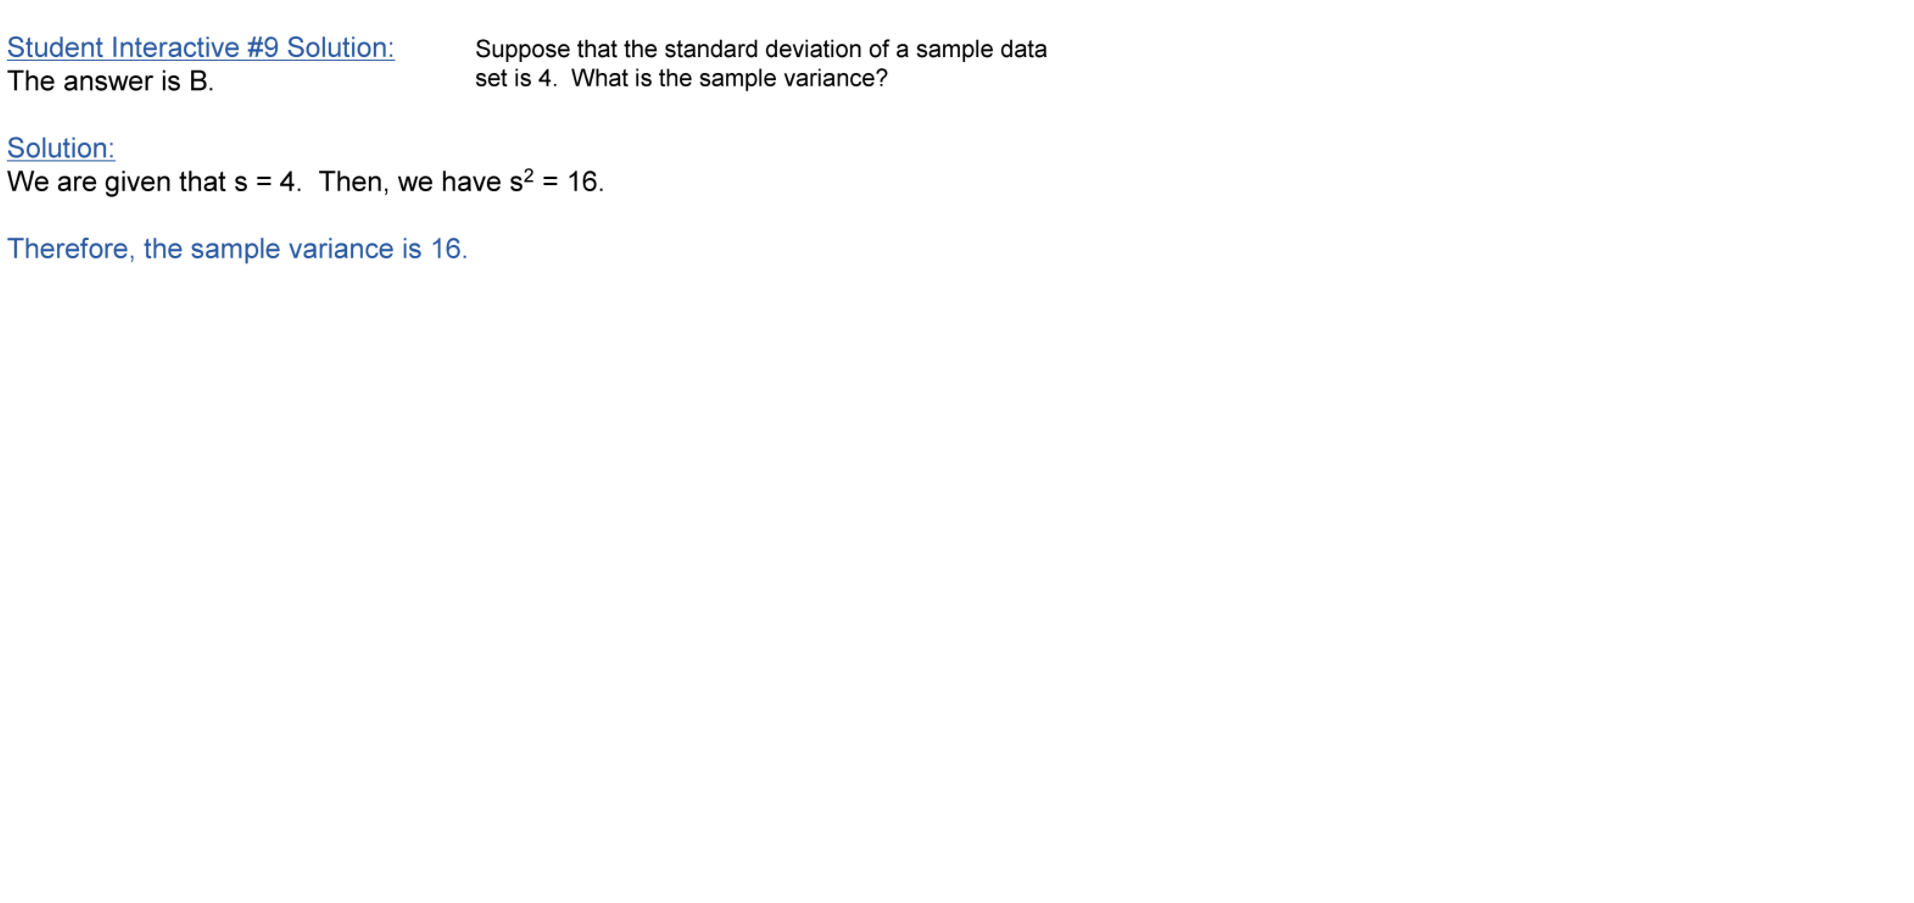 Student Interactive #9 Solution:
The answer is B.
Suppose that the standard deviation of a sample data
set is 4. What is the sample variance?
Solution:
We are given that s = 4. Then, we have s² = 16.
Therefore, the sample variance is 16.